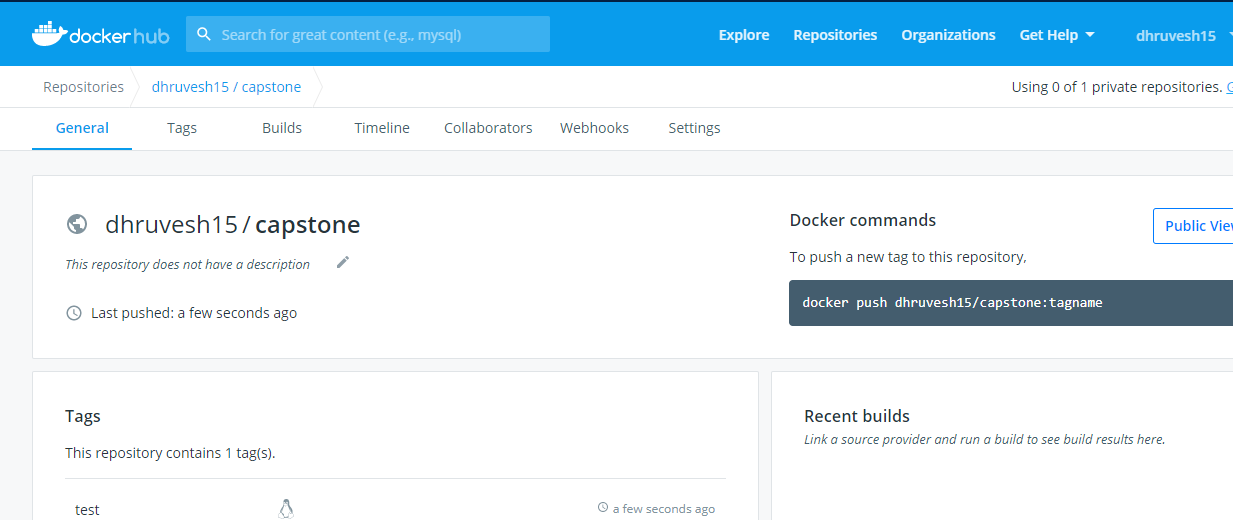 docker hub Search for great content (e.g., mysql) Explore Repositories Organizations Get Help dhruvesh15
Repositories dhruvesh15 / capstone Using 0 of 1 private repositories.
General Tags Builds Timeline Collaborators Webhooks Settings
dhruvesh15 / capstone
This repository does not have a description
Last pushed: a few seconds ago
Docker commands
Public View
To push a new tag to this repository,
docker push dhruvesh15/capstone:tagname
Tags
This repository contains 1 tag(s).
test a few seconds ago
Recent builds
Link a source provider and run a build to see build results here.